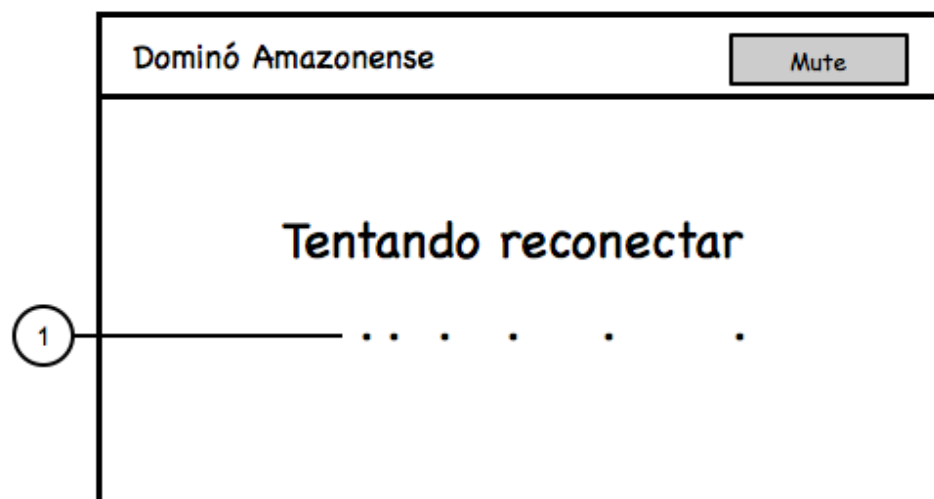 Dominó Amazonense
Mute
Tentando reconectar
1
. . . . . .